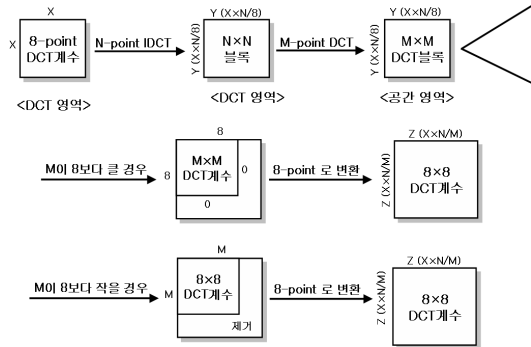 X
X
8-point
DCT계수
<DCT 영역>
N-point IDCT
Y (X×N/8)
Y (X×N/8)
N×N
블록
<DCT 영역>
M-point DCT
Y (X×N/8)
Y (X×N/8)
M×M
DCT블록
<공간 영역>
M이 8보다 클 경우
8
8
M×M
DCT계수
0
0
8-point 로 변환
Z (X×N/M)
Z (X×N/M)
8×8
DCT계수
M이 8보다 작을 경우
M
M
8×8
DCT계수
제거
8-point 로 변환
Z (X×N/M)
Z (X×N/M)
8×8
DCT계수